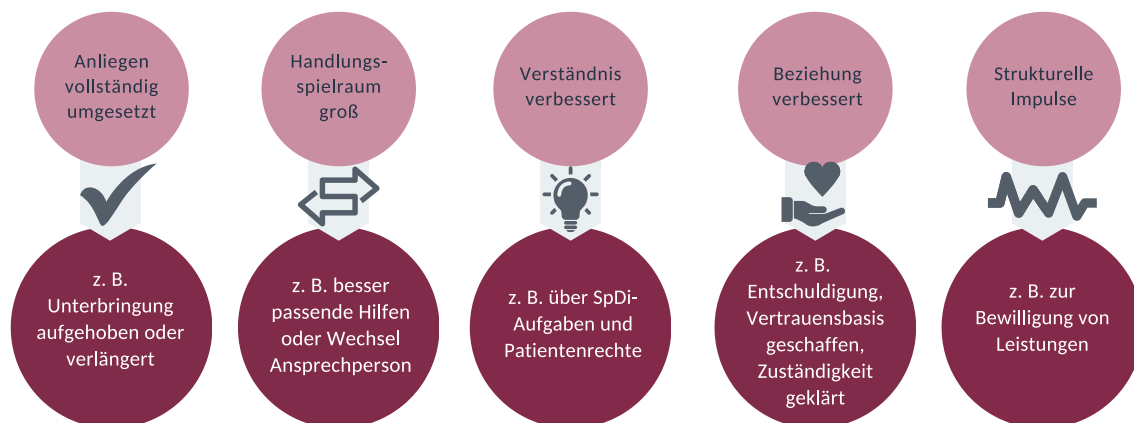 Anliegen
vollständig
umgesetzt
z. B.
Unterbringung
aufgehoben oder
verlängert
Handlungs-
spielraum
groß
z. B. besser
passende Hilfen
oder Wechsel
Ansprechperson
Verständnis
verbessert
z. B. über SpDi-
Aufgaben und
Patientenrechte
Beziehung
verbessert
z. B.
Entschuldigung,
Vertrauensbasis
geschaffen,
Zuständigkeit
geklärt
Strukturelle
Impulse
z. B. zur
Bewilligung von
Leistungen